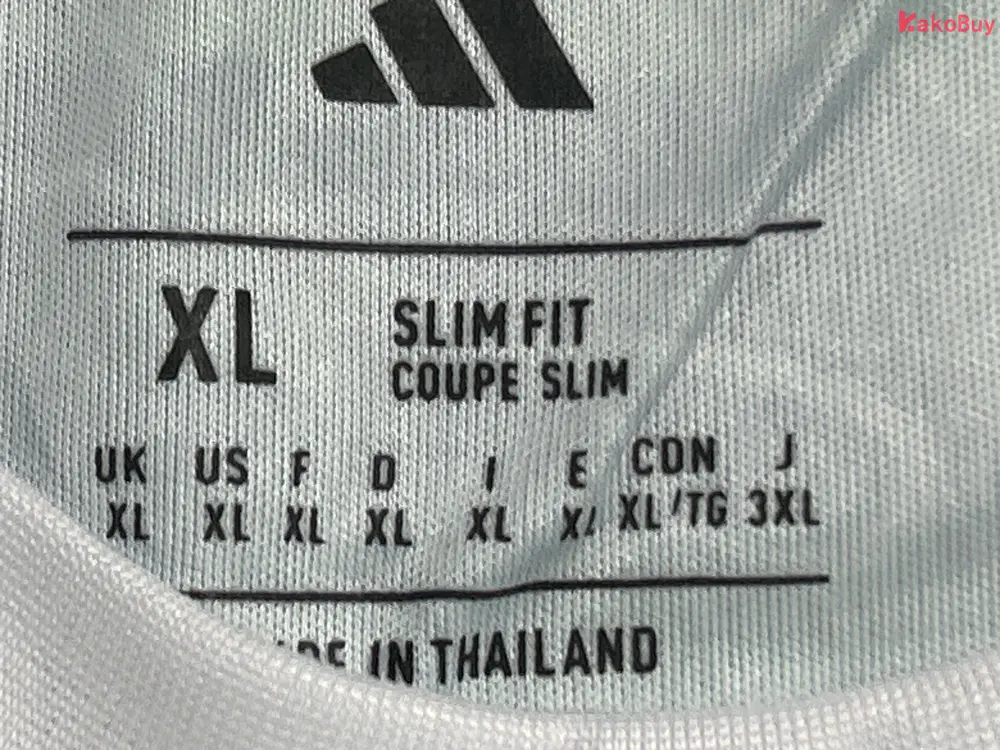 KakoBuy
XL
SLIM FIT
COUPE SLIM
UK US F D I E CON J
XL XL XL XL XL XL XL/TG 3XL
IN THAILAND